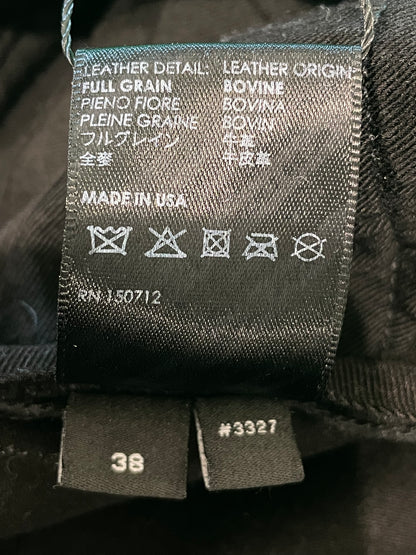 LEATHER DETAIL: LEATHER ORIGIN:
FULL GRAIN BOVINE
PIENO FIORE BOVINA
PLEINE GRAINE BOVIN
フルグレイン 牛革
全麥 牛皮革
MADE IN USA
RN 150712
38
#3327